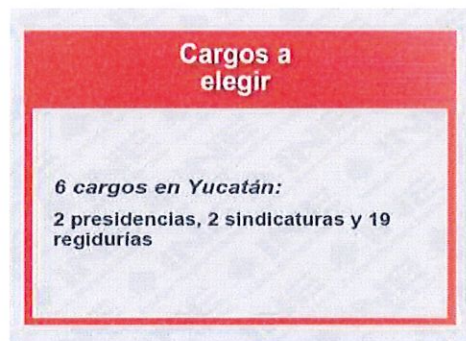 Cargos a
elegir
6 cargos en Yucatán:
2 presidencias, 2 sindicaturas y 19
regidurías